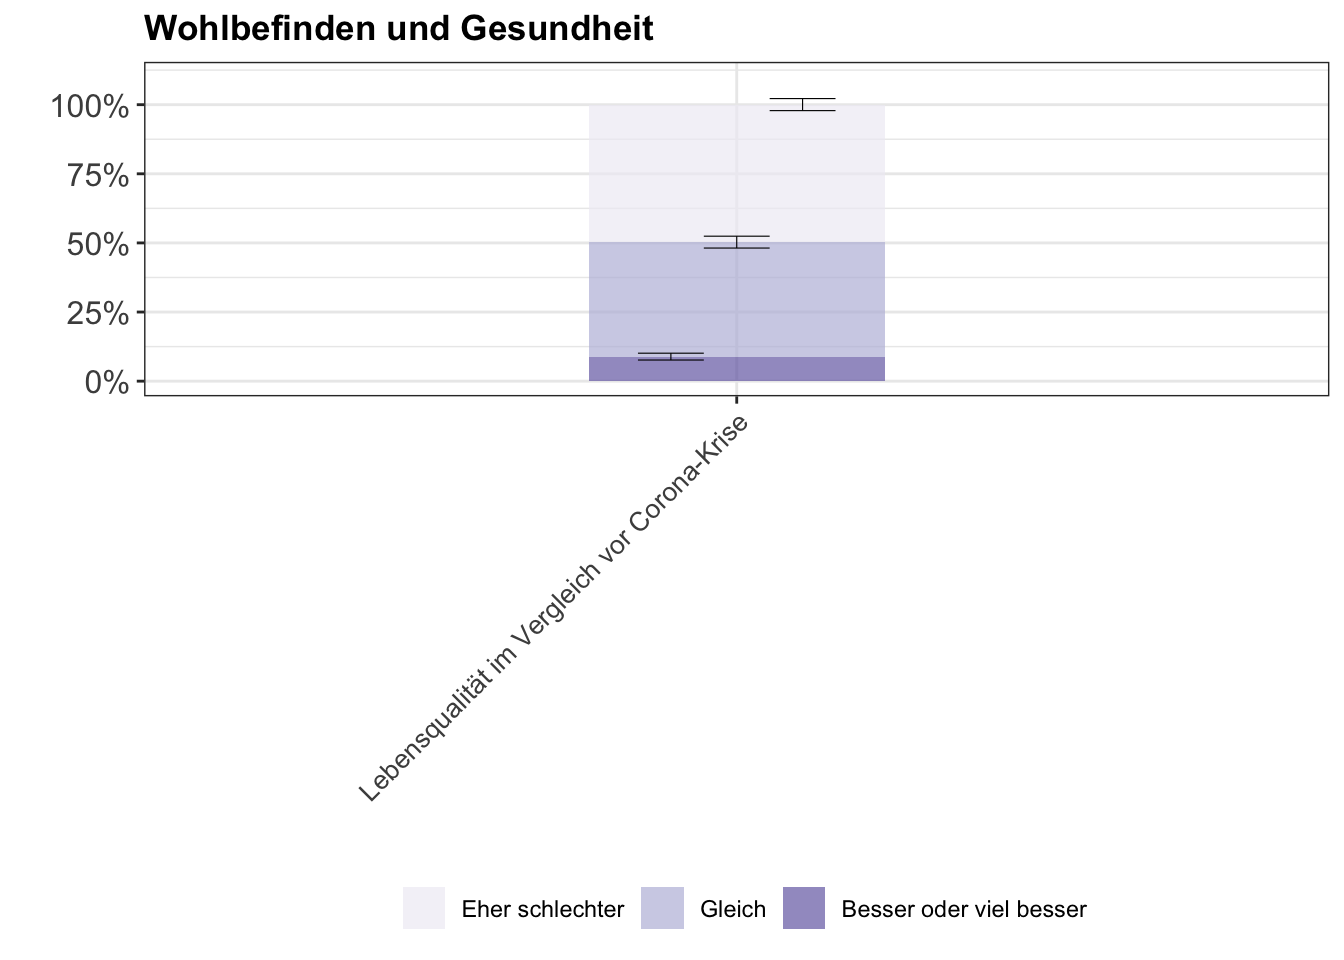 Wohlbefinden und Gesundheit
100%
75%
50%
25%
0%
Lebensqualität im Vergleich vor Corona-Krise
Eher schlechter
Gleich
Besser oder viel besser